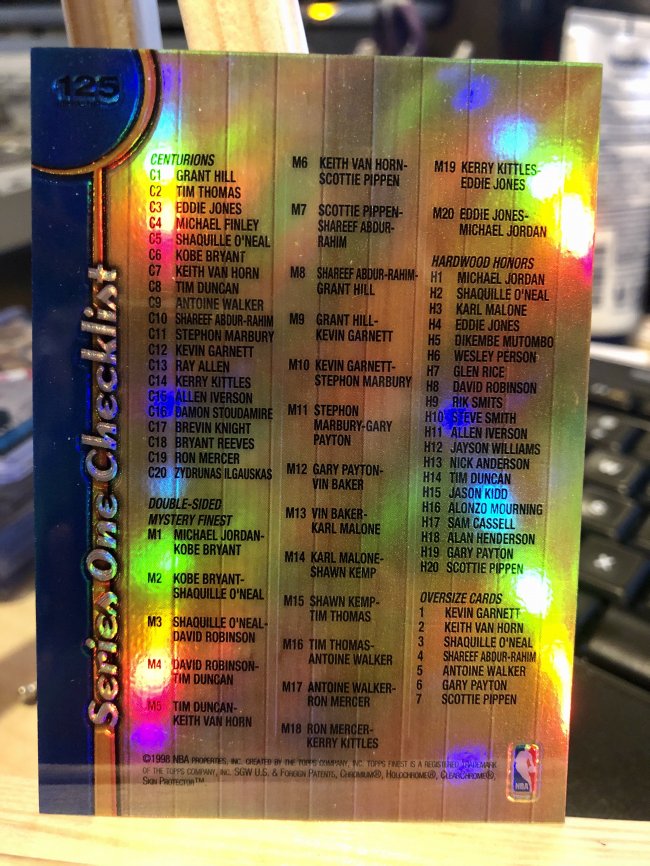 125
Series One Checklist
CENTURIONS
C1 GRANT HILL
C2 TIM THOMAS
C3 EDDIE JONES
C4 MICHAEL FINLEY
C5 SHAQUILLE O'NEAL
C6 KOBE BRYANT
C7 KEITH VAN HORN
C8 TIM DUNCAN
C9 ANTOINE WALKER
C10 SHAREEF ABDUR-RAHIM
C11 STEPHON MARBURY
C12 KEVIN GARNETT
C13 RAY ALLEN
C14 KERRY KITTLES
C15 ALLEN IVERSON
C16 DAMON STOUDAMIRE
C17 BREVIN KNIGHT
C18 BRYANT REEVES
C19 RON MERCER
C20 ZYDRUNAS ILGAUSKAS
DOUBLE-SIDED
MYSTERY FINEST
M1 MICHAEL JORDAN-
KOBE BRYANT
M2 KOBE BRYANT-
SHAQUILLE O'NEAL
M3 SHAQUILLE O'NEAL-
DAVID ROBINSON
M4 DAVID ROBINSON-
TIM DUNCAN
M5 TIM DUNCAN-
KEITH VAN HORN
M6 KEITH VAN HORN-
SCOTTIE PIPPEN
M7 SCOTTIE PIPPEN-
SHAREEF ABDUR-
RAHIM
M8 SHAREEF ABDUR-RAHIM-
GRANT HILL
M9 GRANT HILL-
KEVIN GARNETT
M10 KEVIN GARNETT-
STEPHON MARBURY
M11 STEPHON
MARBURY-GARY
PAYTON
M12 GARY PAYTON-
VIN BAKER
M13 VIN BAKER-
KARL MALONE
M14 KARL MALONE-
SHAWN KEMP
M15 SHAWN KEMP-
TIM THOMAS
M16 TIM THOMAS-
ANTOINE WALKER
M17 ANTOINE WALKER-
RON MERCER
M18 RON MERCER-
KERRY KITTLES
M19 KERRY KITTLES-
EDDIE JONES
M20 EDDIE JONES-
MICHAEL JORDAN
HARDWOOD HONORS
H1 MICHAEL JORDAN
H2 SHAQUILLE O'NEAL
H3 KARL MALONE
H4 EDDIE JONES
H5 DIKEMBE MUTOMBO
H6 WESLEY PERSON
H7 GLEN RICE
H8 DAVID ROBINSON
H9 RIK SMITS
H10 STEVE SMITH
H11 ALLEN IVERSON
H12 JAYSON WILLIAMS
H13 NICK ANDERSON
H14 TIM DUNCAN
H15 JASON KIDD
H16 ALONZO MOURNING
H17 SAM CASSELL
H18 ALAN HENDERSON
H19 GARY PAYTON
H20 SCOTTIE PIPPEN
OVERSIZE CARDS
1 KEVIN GARNETT
2 KEITH VAN HORN
3 SHAQUILLE O'NEAL
4 SHAREEF ABDUR-RAHIM
5 ANTOINE WALKER
6 GARY PAYTON
7 SCOTTIE PIPPEN
©1998 NBA PROPERTIES, INC. CREATED BY THE TOPPS COMPANY, INC. TOPPS FINEST IS A REGISTERED TRADEMARK
OF THE TOPPS COMPANY, INC. SGW U.S. & FOREIGN PATENTS, CHROMIUM®, HOLOCHROME®, CLEARCHROME®,
SKIN PROTECTOR™
NBA